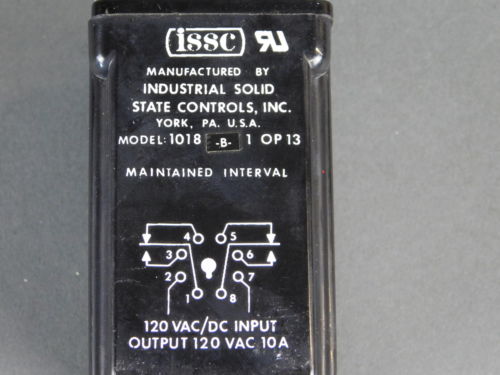 issc RU
MANUFACTURED BY
INDUSTRIAL SOLID
STATE CONTROLS, INC.
YORK, PA. U.S.A.
MODEL: 1018 -B- 1 OP 13
MAINTAINED INTERVAL
4 5
3 6
2 7
1 8
120 VAC/DC INPUT
OUTPUT 120 VAC 10A